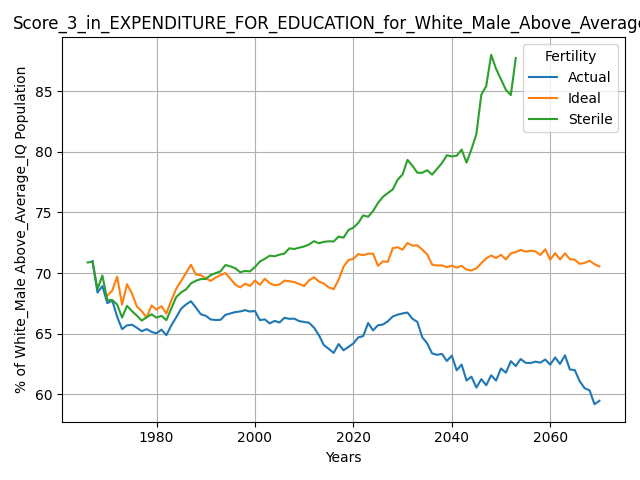 Score_3_in_EXPENDITURE_FOR_EDUCATION_for_White_Male_Above_Average
Fertility
Actual
Ideal
Sterile
% of White_Male Above_Average_IQ Population
85
80
75
70
65
60
1980
2000
2020
2040
2060
Years